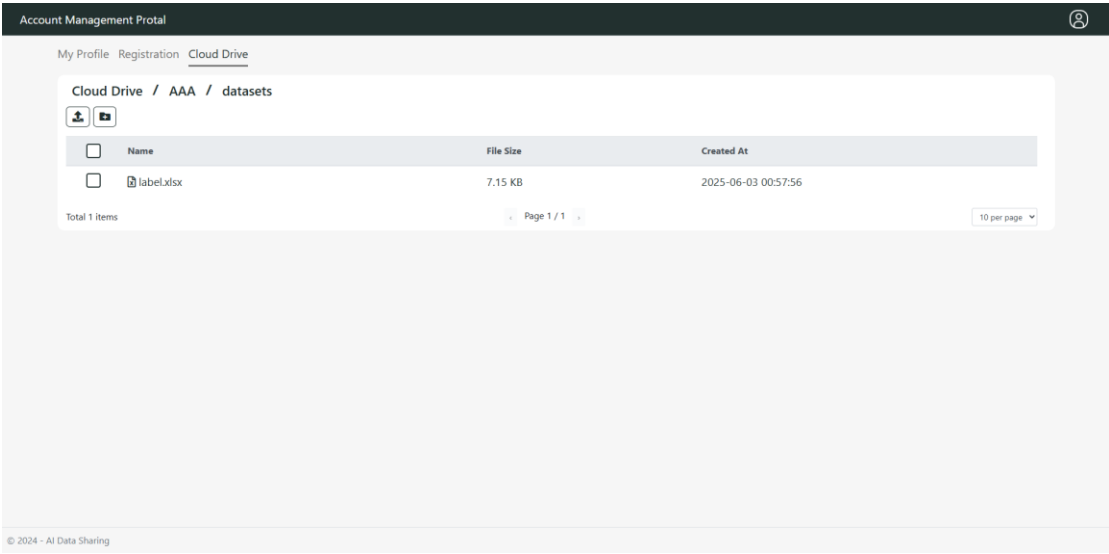 Account Management Protal
My Profile Registration Cloud Drive
Cloud Drive / AAA / datasets
Name File Size Created At
label.xlsx 7.15 KB 2025-06-03 00:57:56
Total 1 items ‹ Page 1 / 1 › 10 per page
© 2024 - AI Data Sharing